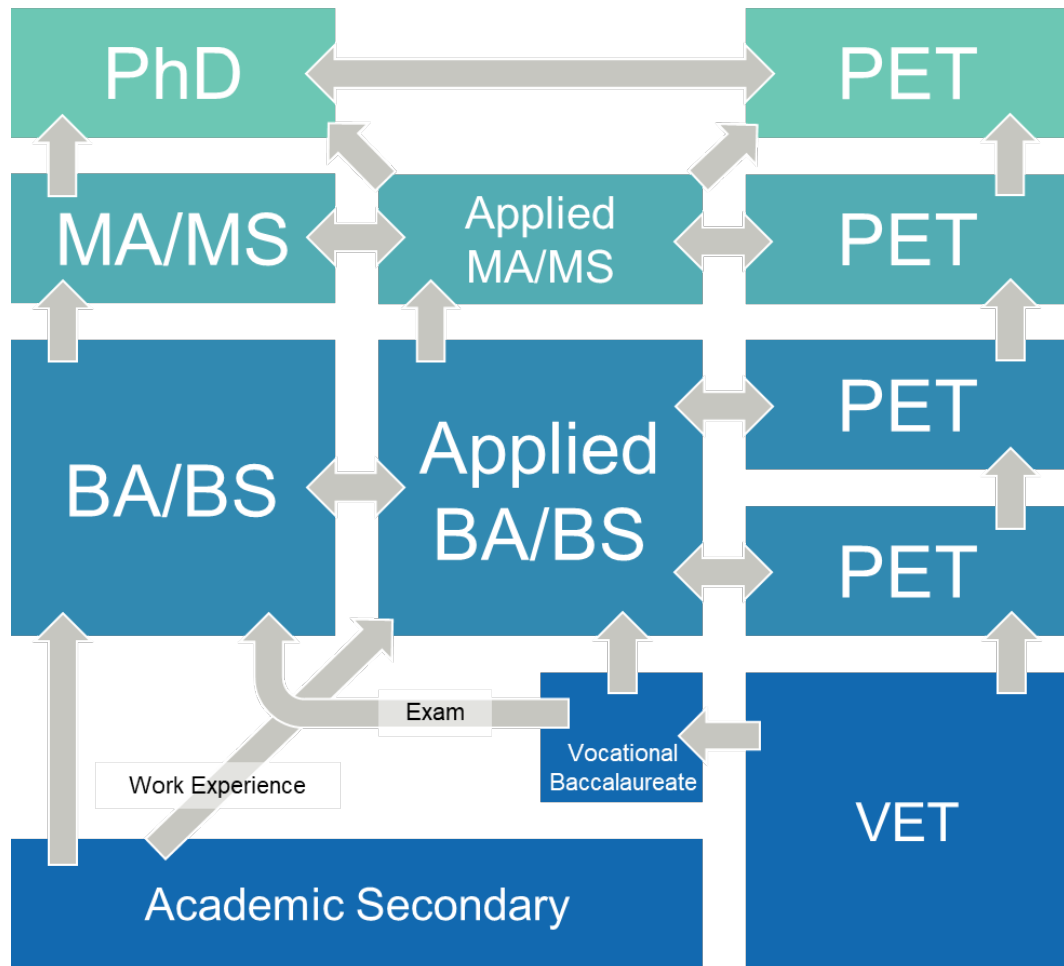 PhD
PET
MA/MS
Applied
MA/MS
PET
BA/BS
Applied
BA/BS
PET
PET
Exam
Work Experience
Vocational
Baccalaureate
VET
Academic Secondary